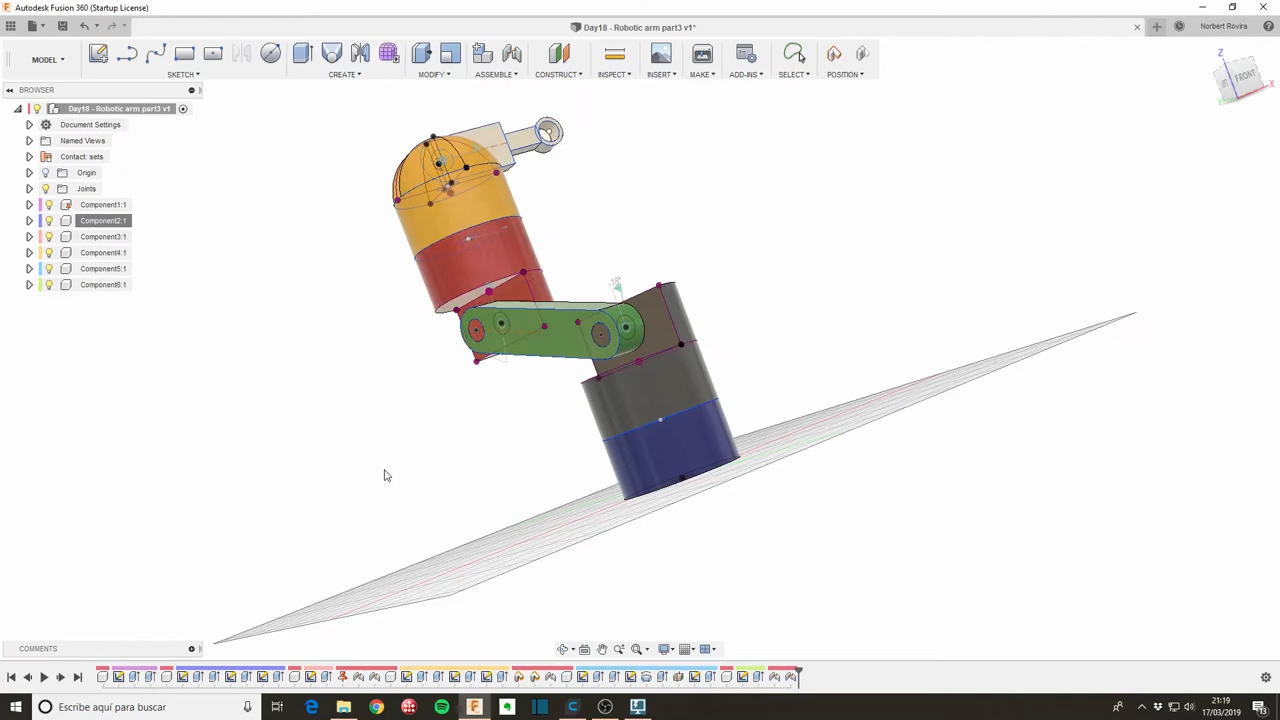 Autodesk Fusion 360 (Startup License)
Day18 - Robotic arm part3 v1*
Norbert Rovira
MODEL
SKETCH
CREATE
MODIFY
ASSEMBLE
CONSTRUCT
INSPECT
INSERT
MAKE
ADD-INS
SELECT
POSITION
BROWSER
Day18 - Robotic arm part3 v1
Document Settings
Named Views
Contact: sets
Origin
Joints
Component1:1
Component2:1
Component3:1
Component4:1
Component5:1
Component6:1
Z
FRONT
X
COMMENTS
Escribe aquí para buscar
21:19
17/03/2019